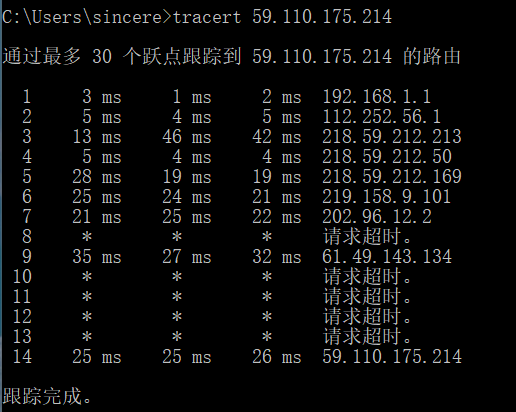 C:\Users\sincere>tracert 59.110.175.214
通过最多 30 个跃点跟踪到 59.110.175.214 的路由
1 3 ms 1 ms 2 ms 192.168.1.1
2 5 ms 4 ms 5 ms 112.252.56.1
3 13 ms 46 ms 42 ms 218.59.212.213
4 5 ms 4 ms 4 ms 218.59.212.50
5 28 ms 19 ms 19 ms 218.59.212.169
6 25 ms 24 ms 21 ms 219.158.9.101
7 21 ms 25 ms 22 ms 202.96.12.2
8 * * * 请求超时。
9 35 ms 27 ms 32 ms 61.49.143.134
10 * * * 请求超时。
11 * * * 请求超时。
12 * * * 请求超时。
13 * * * 请求超时。
14 25 ms 25 ms 26 ms 59.110.175.214
跟踪完成。